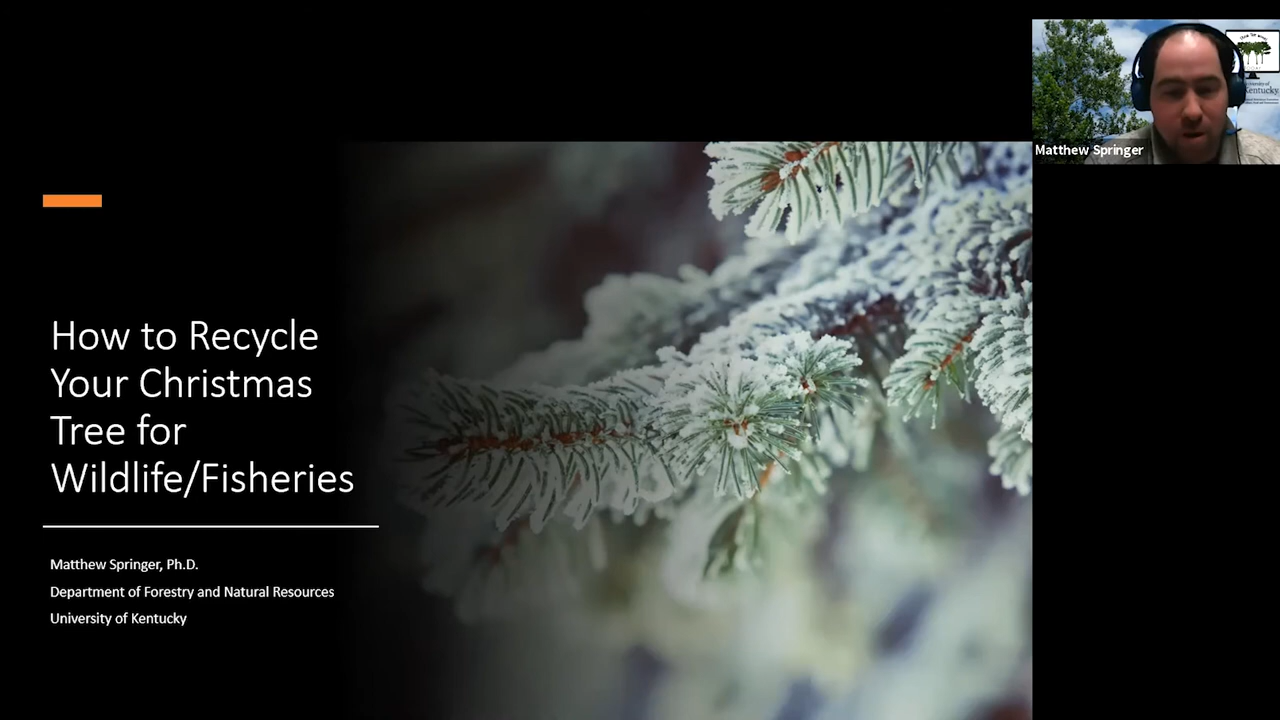 How to Recycle
Your Christmas
Tree for
Wildlife/Fisheries
Matthew Springer, Ph.D.
Department of Forestry and Natural Resources
University of Kentucky
Matthew Springer
Kentucky